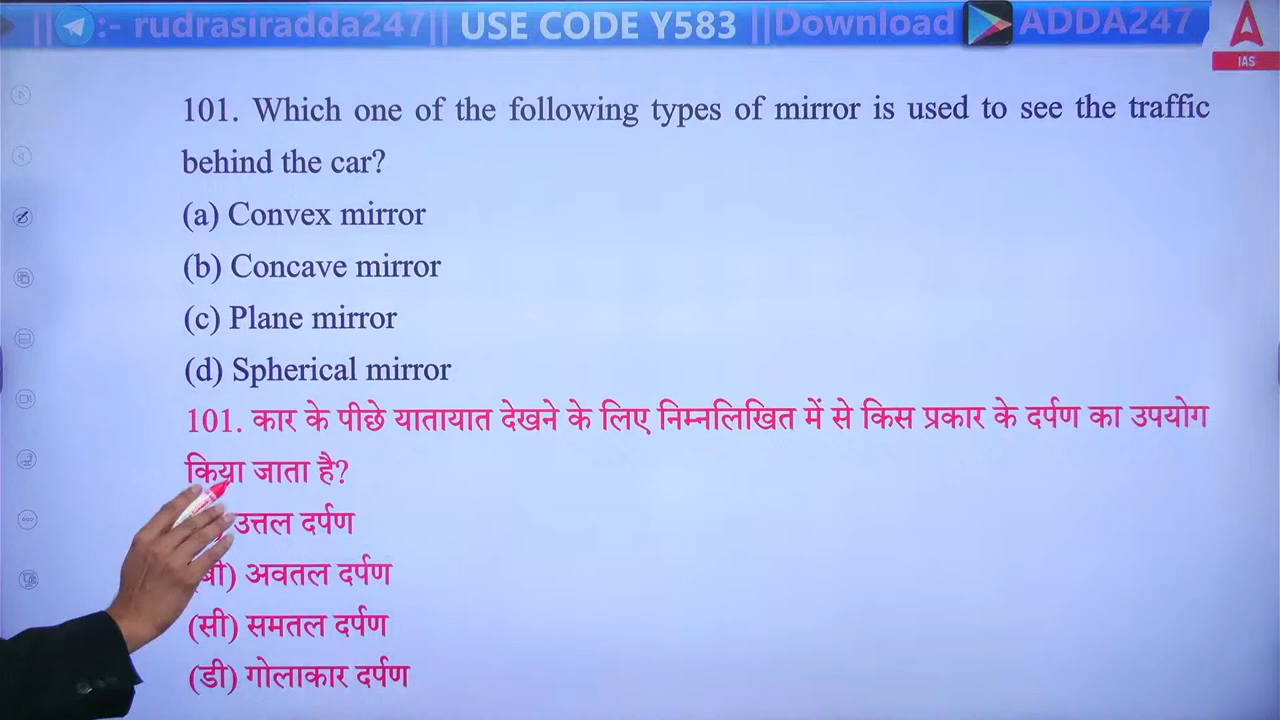 ||:- rudrasiradda247|| USE CODE Y583 ||Download ADDA247
IAS
101. Which one of the following types of mirror is used to see the traffic
behind the car?
(a) Convex mirror
(b) Concave mirror
(c) Plane mirror
(d) Spherical mirror
101. कार के पीछे यातायात देखने के लिए निम्नलिखित में से किस प्रकार के दर्पण का उपयोग
किया जाता है?
उत्तल दर्पण
(बी) अवतल दर्पण
(सी) समतल दर्पण
(डी) गोलाकार दर्पण